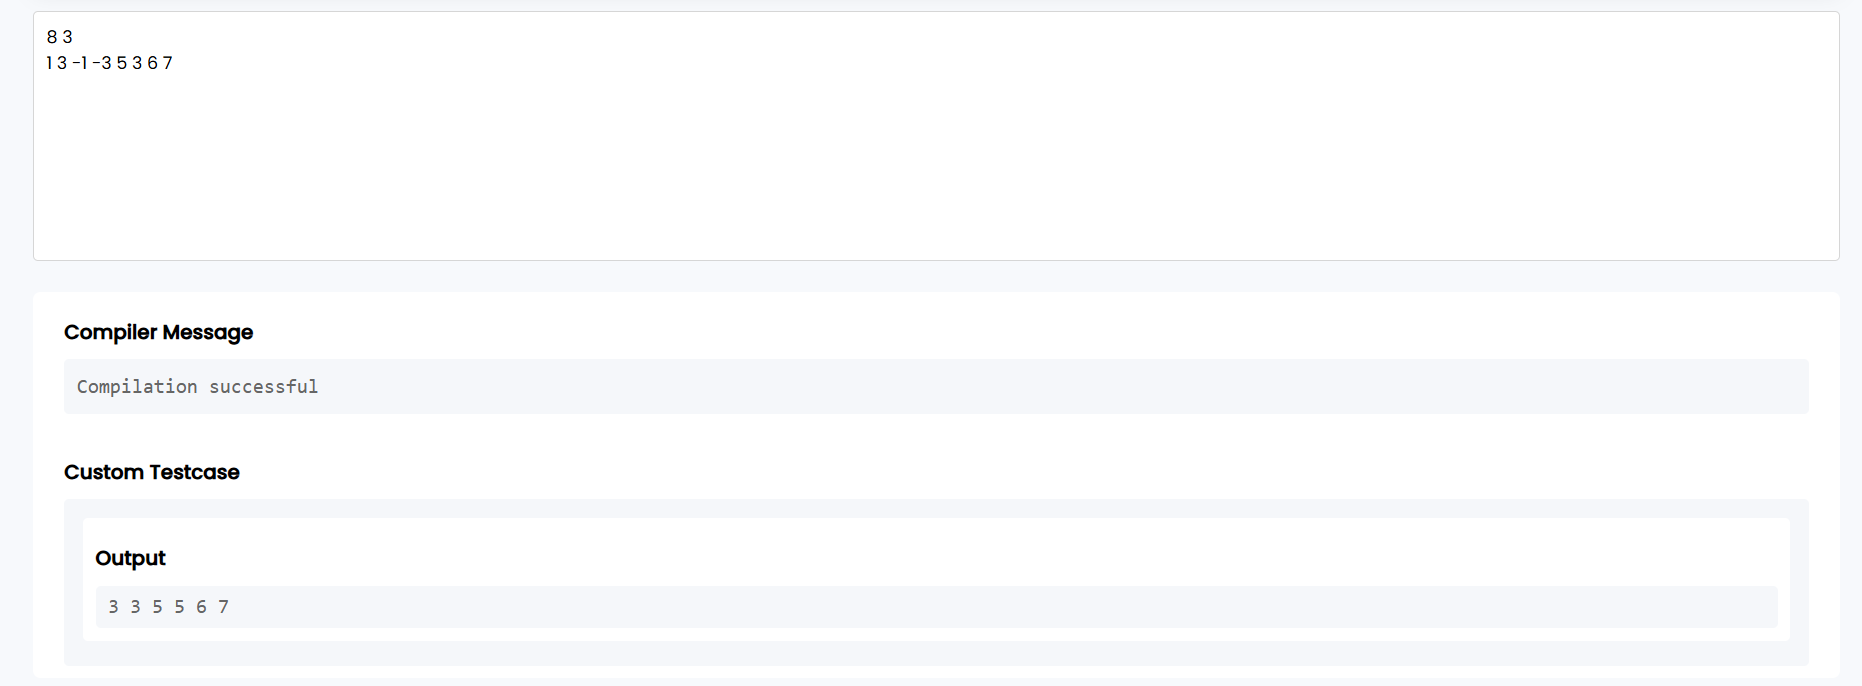 8 3
1 3 -1 -3 5 3 6 7
Compiler Message
Compilation successful
Custom Testcase
Output
3 3 5 5 6 7